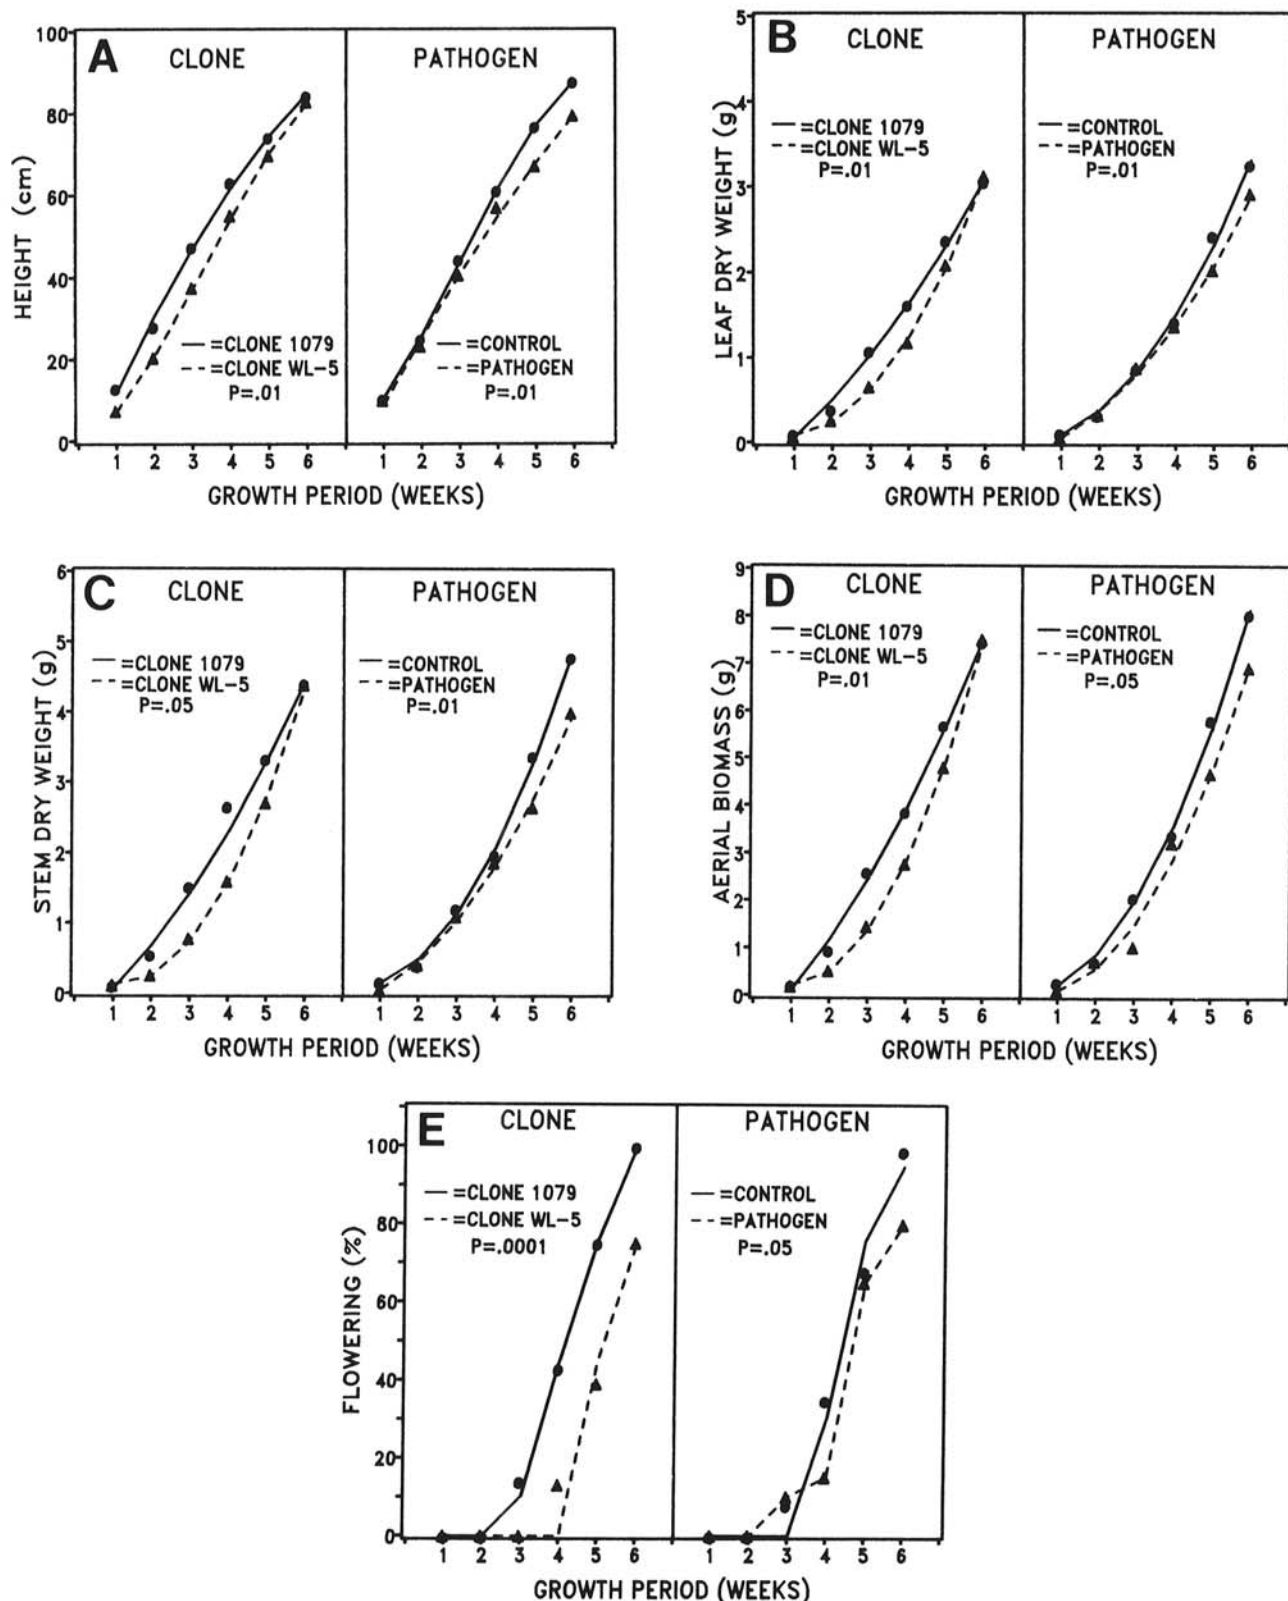 A
CLONE
PATHOGEN
HEIGHT (cm)
100
80
60
40
20
0
=CLONE 1079
=CLONE WL-5
P=.01
=CONTROL
=PATHOGEN
P=.01
1 2 3 4 5 6
1 2 3 4 5 6
GROWTH PERIOD (WEEKS)
B
CLONE
PATHOGEN
LEAF DRY WEIGHT (g)
5
4
3
2
1
0
=CLONE 1079
=CLONE WL-5
P=.01
=CONTROL
=PATHOGEN
P=.01
1 2 3 4 5 6
1 2 3 4 5 6
GROWTH PERIOD (WEEKS)
C
CLONE
PATHOGEN
STEM DRY WEIGHT (g)
6
5
4
3
2
1
0
=CLONE 1079
=CLONE WL-5
P=.05
=CONTROL
=PATHOGEN
P=.01
1 2 3 4 5 6
1 2 3 4 5 6
GROWTH PERIOD (WEEKS)
D
CLONE
PATHOGEN
AERIAL BIOMASS (g)
9
8
7
6
5
4
3
2
1
0
=CLONE 1079
=CLONE WL-5
P=.01
=CONTROL
=PATHOGEN
P=.05
1 2 3 4 5 6
1 2 3 4 5 6
GROWTH PERIOD (WEEKS)
E
CLONE
PATHOGEN
FLOWERING (%)
100
80
60
40
20
0
=CLONE 1079
=CLONE WL-5
P=.0001
=CONTROL
=PATHOGEN
P=.05
1 2 3 4 5 6
1 2 3 4 5 6
GROWTH PERIOD (WEEKS)